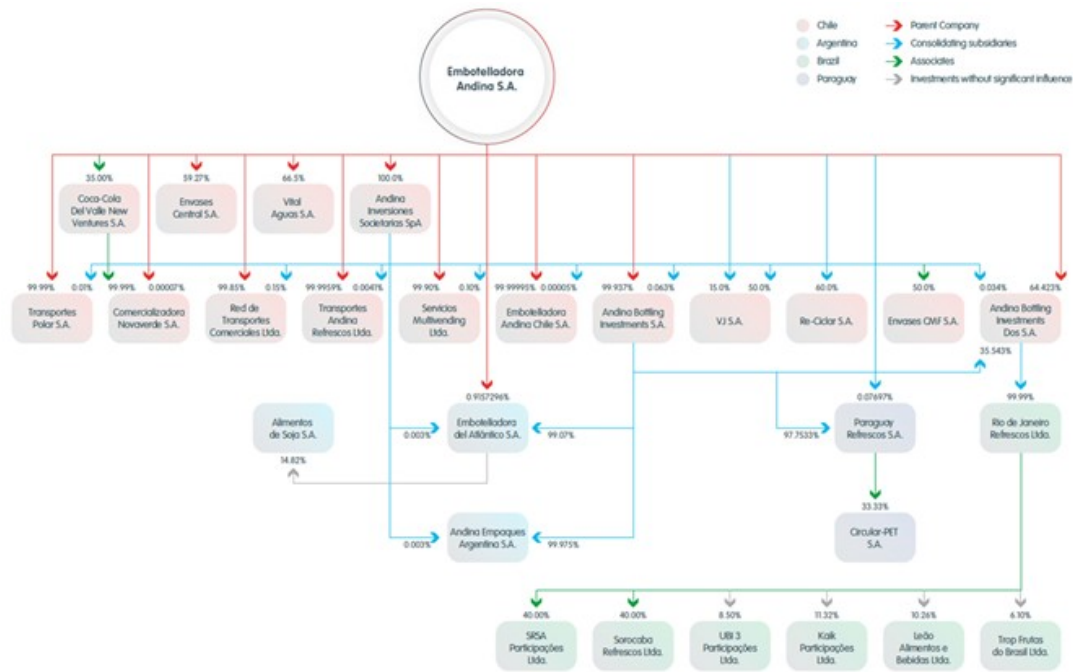 Embotelladora
Andina S.A.
Chile
Argentina
Brazil
Paraguay
Parent Company
Consolidating subsidiaries
Associates
Investments without significant influence
35.00%
59.27%
66.5%
100.0%
Coca-Cola
Del Valle New
Ventures S.A.
Envases
Central S.A.
Vital
Aguas S.A.
Andina
Inversiones
Societarias SpA
99.99%
0.01%
99.99%
0.00007%
99.85%
0.15%
99.9959%
0.0041%
99.90%
0.10%
99.99995%
0.00005%
99.937%
0.063%
15.0%
50.0%
60.0%
50.0%
0.034%
64.423%
Transportes
Polar S.A.
Comercializadora
Novaverde S.A.
Red de
Transportes
Comerciales Ltda.
Transportes
Andina
Refrescos Ltda.
Servicios
Multivending
Ltda.
Embotelladora
Andina Chile S.A.
Andina Bottling
Investments S.A.
VJ S.A.
Re-Ciclar S.A.
Envases CMF S.A.
Andina Bottling
Investments
Dos S.A.
35.543%
0.9157296%
0.07697%
99.99%
Alimentos
de Soja S.A.
14.82%
0.003%
Embotelladora
del Atlántico S.A.
99.07%
97.7533%
Paraguay
Refrescos S.A.
Rio de Janeiro
Refrescos Ltda.
33.33%
0.003%
Andina Empaques
Argentina S.A.
99.975%
Circular-PET
S.A.
40.00%
40.00%
8.50%
11.32%
10.26%
6.10%
SRSA
Participações
Ltda.
Sorocaba
Refrescos Ltda.
UBI 3
Participações
Ltda.
Kaik
Participações
Ltda.
Leão
Alimentos e
Bebidas Ltda.
Trop Frutas
do Brasil Ltda.